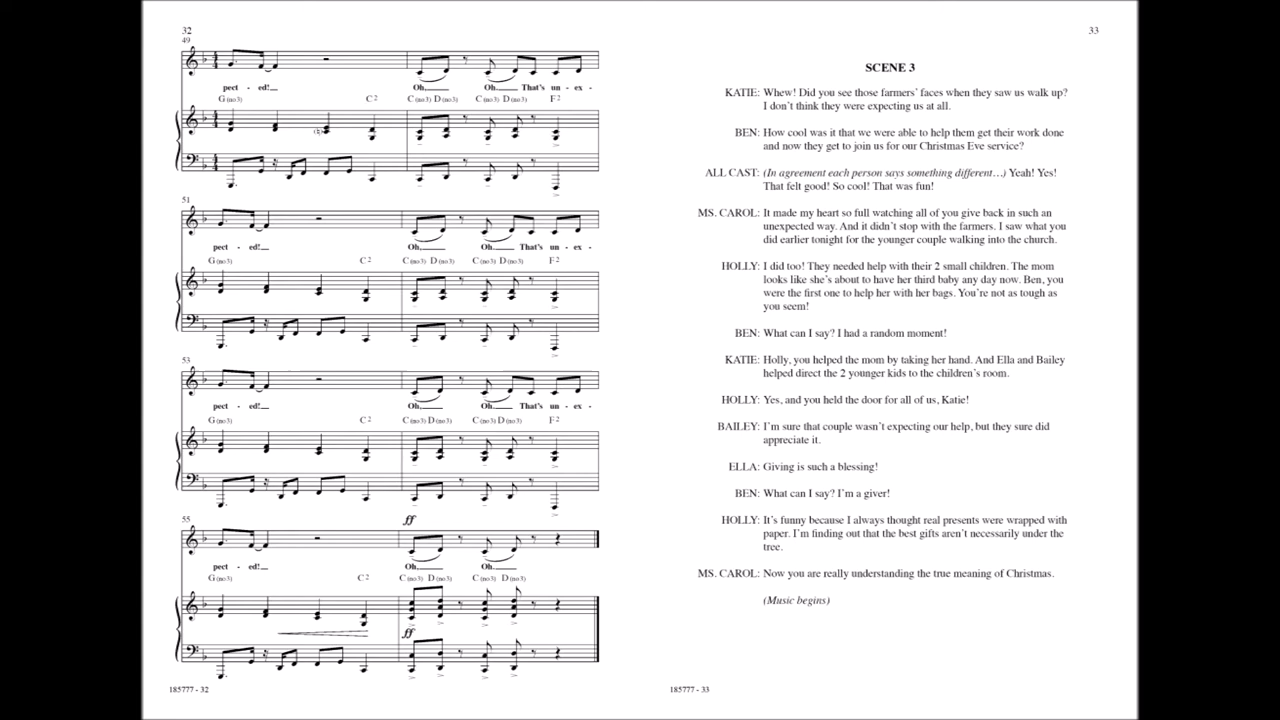 32
49
pect - ed!
Oh, Oh. That's un - ex -
G(no3) C2 C(no3) D(no3) C(no3) D(no3) F2
51
pect - ed!
Oh, Oh. That's un - ex -
G(no3) C2 C(no3) D(no3) C(no3) D(no3) F2
53
pect - ed!
Oh, Oh. That's un - ex -
G(no3) C2 C(no3) D(no3) C(no3) D(no3) F2
55
ff
pect - ed!
Oh, Oh.
G(no3) C2 C(no3) D(no3) C(no3) D(no3)
ff
185777 - 32
33
SCENE 3
KATIE: Whew! Did you see those farmers' faces when they saw us walk up?
I don't think they were expecting us at all.
BEN: How cool was it that we were able to help them get their work done
and now they get to join us for our Christmas Eve service?
ALL CAST: (In agreement each person says something different…) Yeah! Yes!
That felt good! So cool! That was fun!
MS. CAROL: It made my heart so full watching all of you give back in such an
unexpected way. And it didn't stop with the farmers. I saw what you
did earlier tonight for the younger couple walking into the church.
HOLLY: I did too! They needed help with their 2 small children. The mom
looks like she's about to have her third baby any day now. Ben, you
were the first one to help her with her bags. You're not as tough as
you seem!
BEN: What can I say? I had a random moment!
KATIE: Holly, you helped the mom by taking her hand. And Ella and Bailey
helped direct the 2 younger kids to the children's room.
HOLLY: Yes, and you held the door for all of us, Katie!
BAILEY: I'm sure that couple wasn't expecting our help, but they sure did
appreciate it.
ELLA: Giving is such a blessing!
BEN: What can I say? I'm a giver!
HOLLY: It's funny because I always thought real presents were wrapped with
paper. I'm finding out that the best gifts aren't necessarily under the
tree.
MS. CAROL: Now you are really understanding the true meaning of Christmas.
(Music begins)
185777 - 33